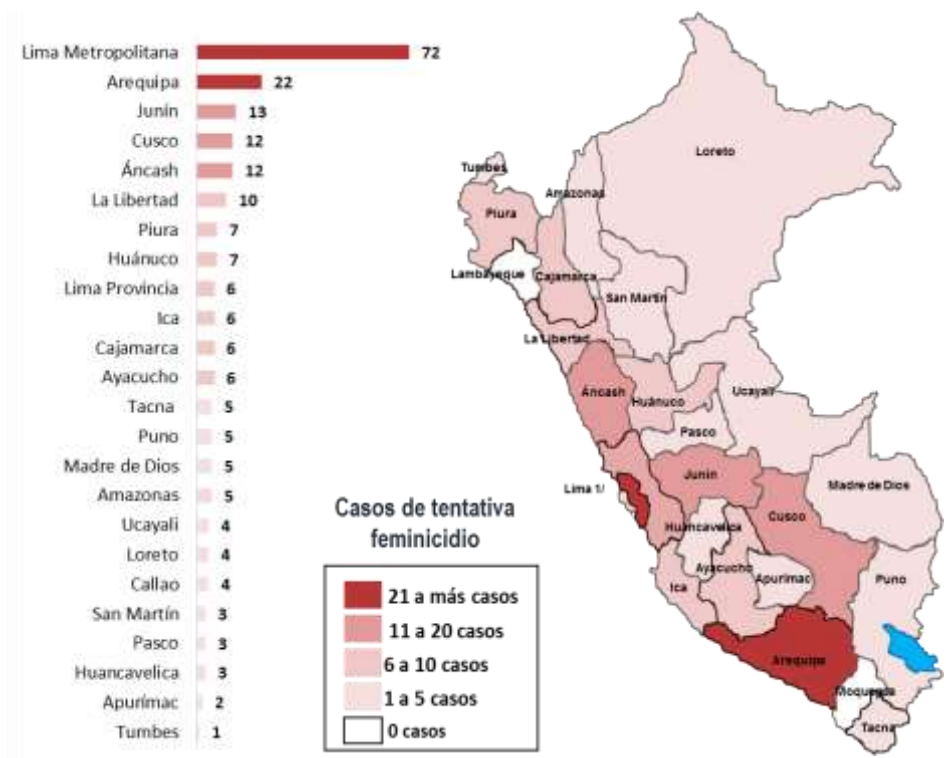 Lima Metropolitana 72
Arequipa 22
Junín 13
Cusco 12
Áncash 12
La Libertad 10
Piura 7
Huánuco 7
Lima Provincia 6
Ica 6
Cajamarca 6
Ayacucho 6
Tacna 5
Puno 5
Madre de Dios 5
Amazonas 5
Ucayali 4
Loreto 4
Callao 4
San Martín 3
Pasco 3
Huancavelica 3
Apurímac 2
Tumbes 1
Casos de tentativa
feminicidio
21 a más casos
11 a 20 casos
6 a 10 casos
1 a 5 casos
0 casos
Loreto
Tumbes
Amazonas
Piura
Lambayeque
Cajamarca
San Martín
La Libertad
Áncash
Huánuco
Ucayali
Pasco
Junín
Lima 1/
Madre de Dios
Cusco
Huancavelica
Ayacucho
Apurímac
Ica
Puno
Arequipa
Moquegua
Tacna